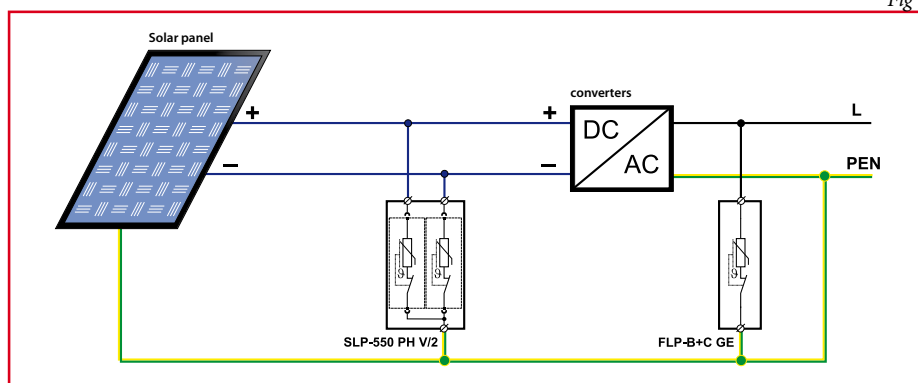 Fig
Solar panel
+
+
converters
L
DC
AC
–
–
PEN
ϑ
ϑ
ϑ
SLP-550 PH V/2
FLP-B+C GE